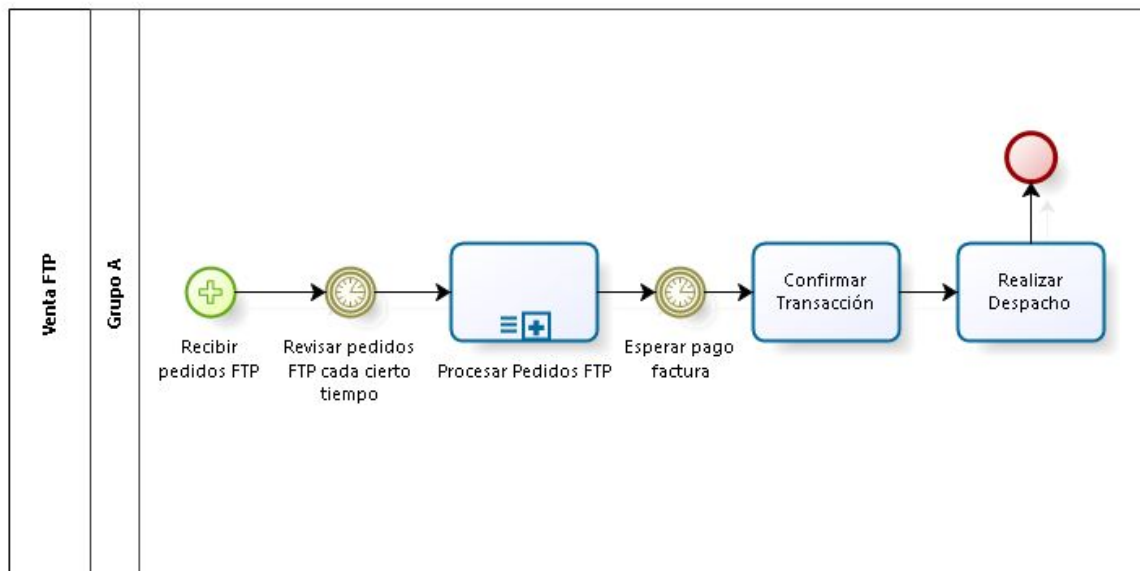 Venta FTP
Grupo A
Recibir
pedidos FTP
Revisar pedidos
FTP cada cierto
tiempo
Procesar Pedidos FTP
Esperar pago
factura
Confirmar
Transacción
Realizar
Despacho